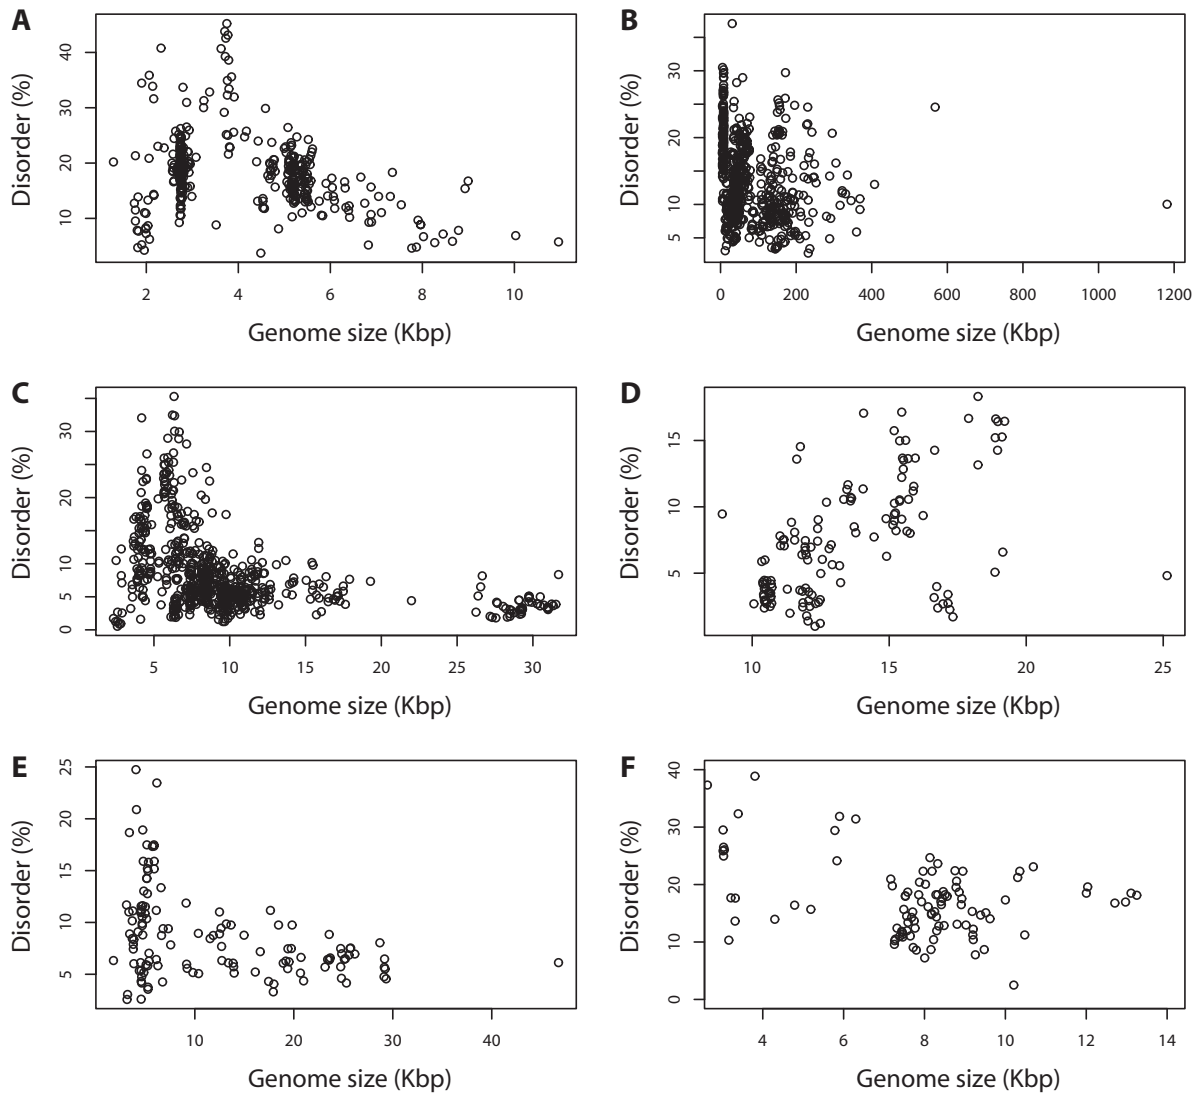 A B
Disorder (%)
40
30
20
10
2 4 6 8 10
Genome size (Kbp)
Disorder (%)
30
20
10
5
0 200 400 600 800 1000 1200
Genome size (Kbp)
C D
Disorder (%)
30
20
10
5
0
5 10 15 20 25 30
Genome size (Kbp)
Disorder (%)
15
10
5
10 15 20 25
Genome size (Kbp)
E F
Disorder (%)
25
20
15
10
5
10 20 30 40
Genome size (Kbp)
Disorder (%)
40
30
20
10
0
4 6 8 10 12 14
Genome size (Kbp)